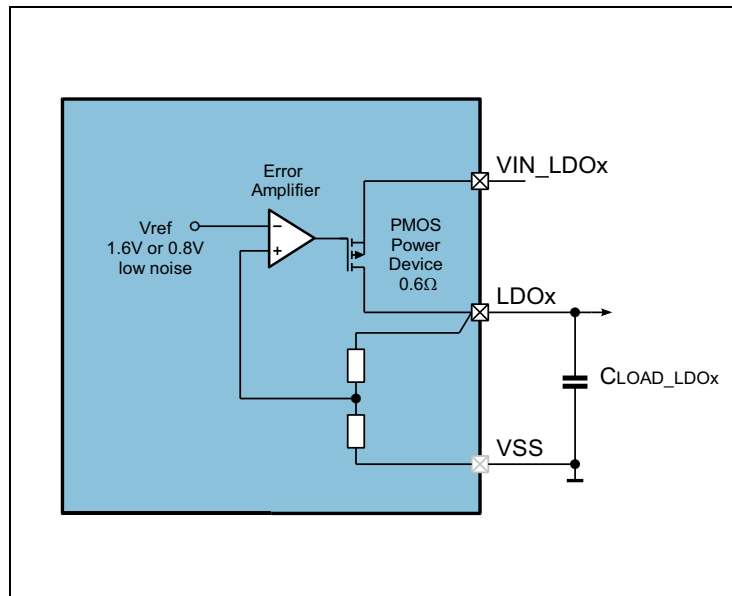 VIN_LDOx
Error
Amplifier
Vref
1.6V or 0.8V
low noise
−
+
PMOS
Power
Device
0.6Ω
LDOx
CLOAD_LDOx
VSS